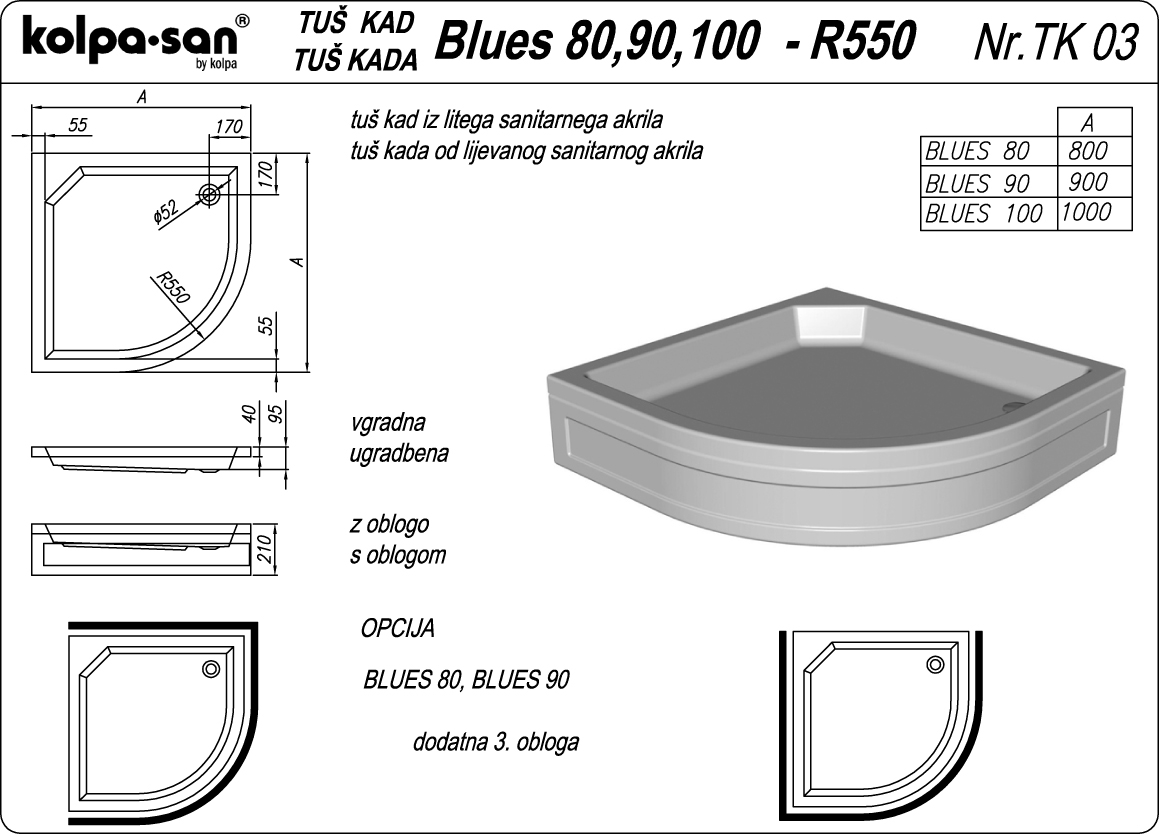 kolpa·san®
by kolpa
TUŠ KAD
TUŠ KADA
Blues 80,90,100 - R550
Nr.TK 03
A
55
170
170
ø52
R550
A
55
tuš kad iz litega sanitarnega akrila
tuš kada od lijevanog sanitarnog akrila
A
BLUES 80 800
BLUES 90 900
BLUES 100 1000
40
95
vgradna
ugradbena
210
z oblogo
s oblogom
OPCIJA
BLUES 80, BLUES 90
dodatna 3. obloga